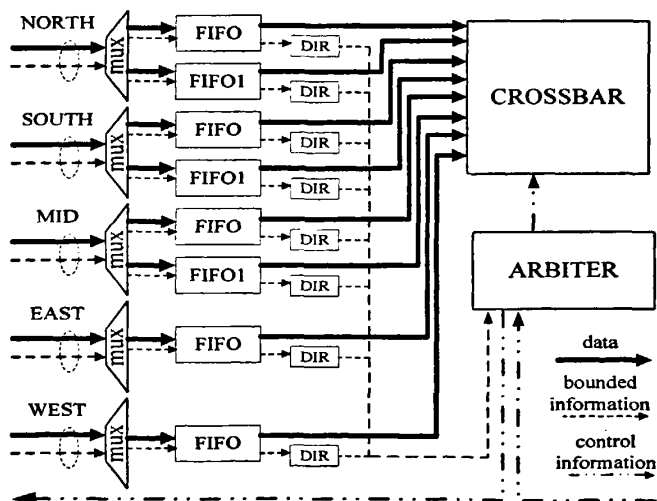 NORTH
mux
FIFO
DIR
FIFO1
DIR
SOUTH
mux
FIFO
DIR
FIFO1
DIR
MID
mux
FIFO
DIR
FIFO1
DIR
EAST
mux
FIFO
DIR
WEST
mux
FIFO
DIR
CROSSBAR
ARBITER
data
bounded
information
control
information